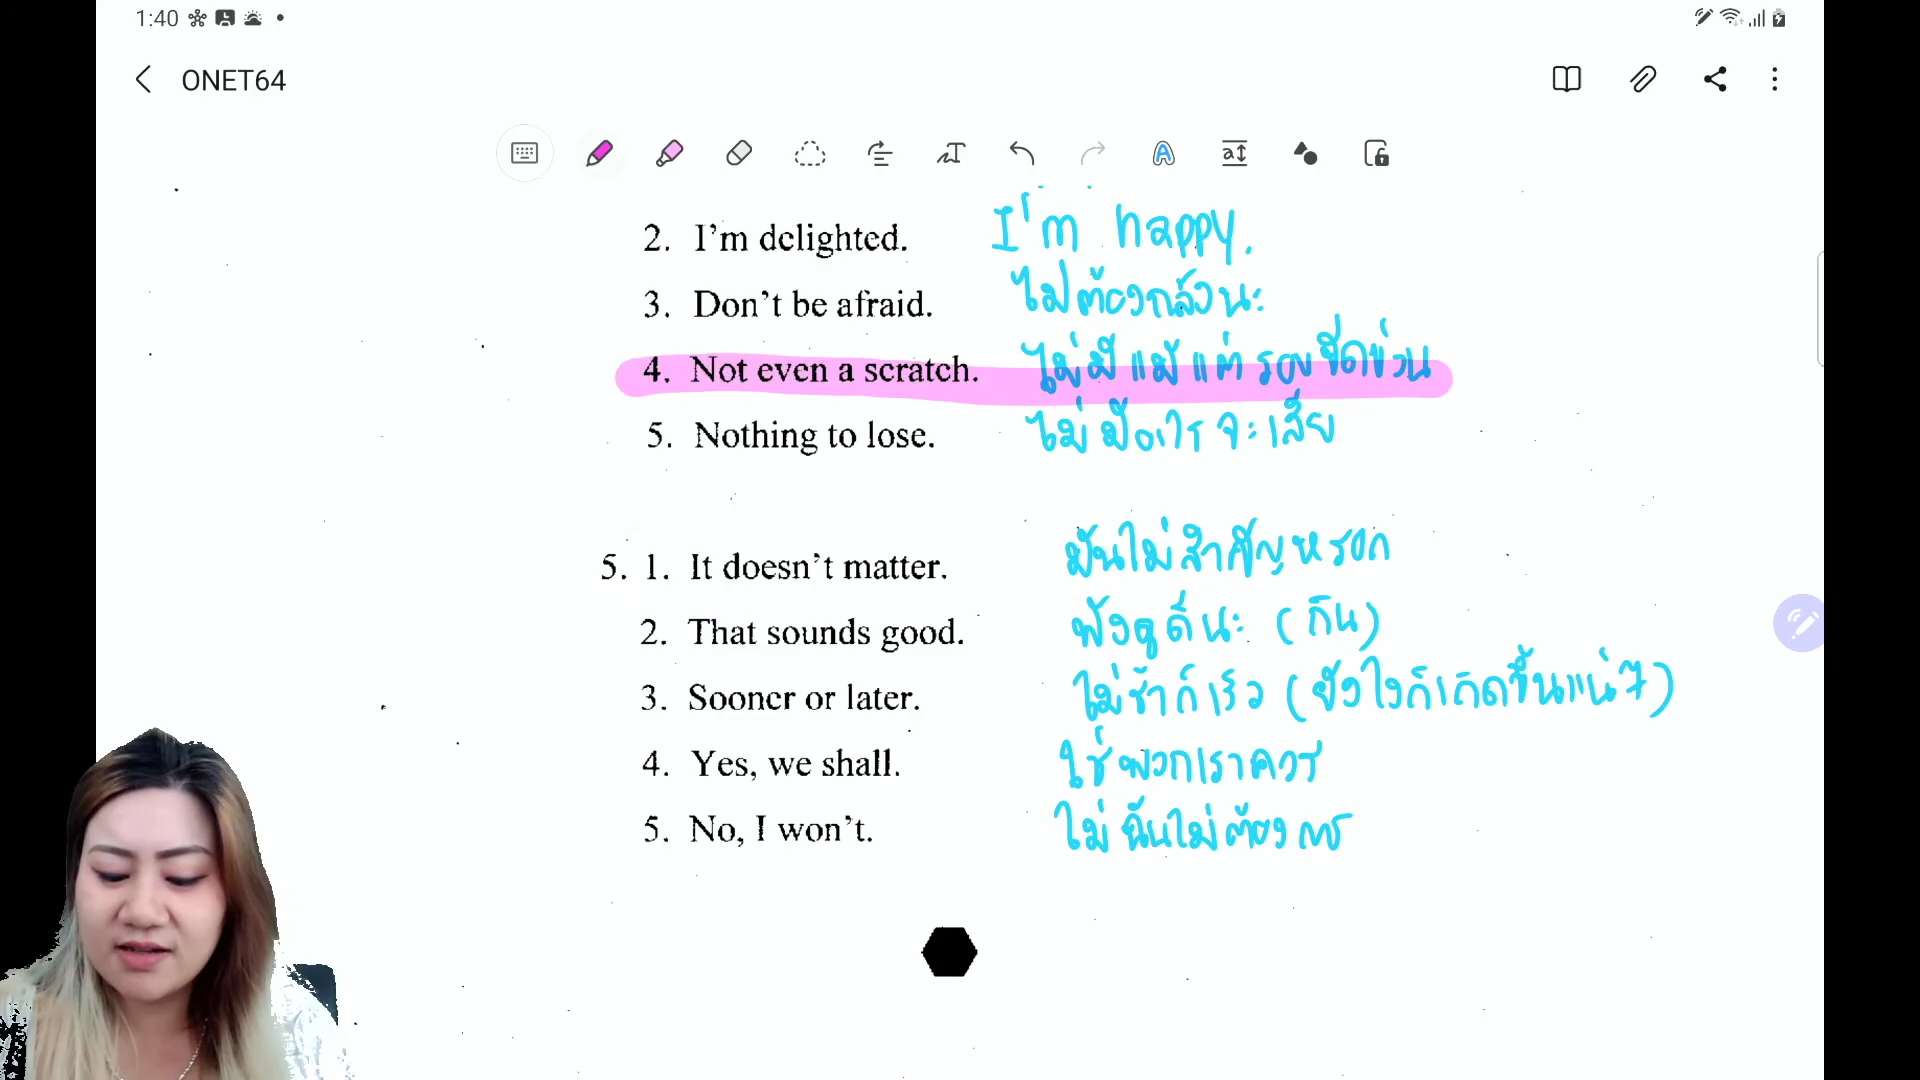 1:40
ONET64
2. I'm delighted. I'm happy.
3. Don't be afraid. ไม่ต้องกลัวนะ
4. Not even a scratch. ไม่มีแม้แต่รอยขีดข่วน
5. Nothing to lose. ไม่มีอะไรจะเสีย
5. 1. It doesn't matter. มันไม่สำคัญหรอก
2. That sounds good. ฟังดูดีนะ (กิน)
3. Sooner or later. ไม่ช้าก็เร็ว (ยังไงก็เกิดขึ้นแน่ๆ)
4. Yes, we shall. ใช่พวกเราควร
5. No, I won't. ไม่ ฉันไม่ต้องการ